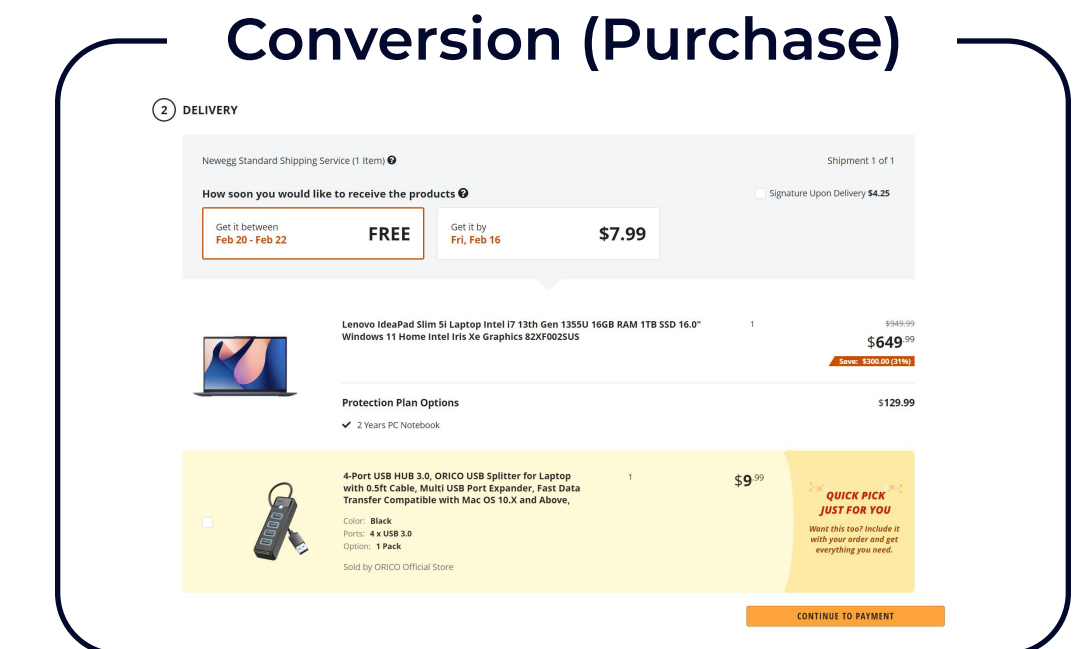 Conversion (Purchase)
2 DELIVERY
Newegg Standard Shipping Service (1 Item) ?
Shipment 1 of 1
How soon you would like to receive the products ?
Signature Upon Delivery $4.25
Get it between
Feb 20 - Feb 22
FREE
Get it by
Fri, Feb 16
$7.99
Lenovo IdeaPad Slim 5i Laptop Intel i7 13th Gen 1355U 16GB RAM 1TB SSD 16.0"
Windows 11 Home Intel Iris Xe Graphics 82XF002SUS
1
$949.99
$649.99
Save: $300.00 (31%)
Protection Plan Options
$129.99
2 Years PC Notebook
4-Port USB HUB 3.0, ORICO USB Splitter for Laptop
with 0.5ft Cable, Multi USB Port Expander, Fast Data
Transfer Compatible with Mac OS 10.X and Above,
1
$9.99
Color: Black
Ports: 4 x USB 3.0
Option: 1 Pack
Sold by ORICO Official Store
QUICK PICK
JUST FOR YOU
Want this too? Include it
with your order and get
everything you need.
CONTINUE TO PAYMENT